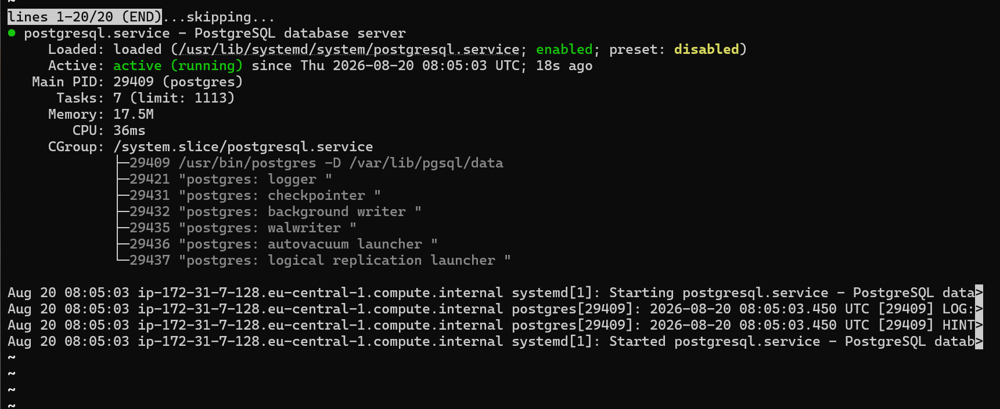 ~
lines 1-20/20 (END)...skipping...
● postgresql.service - PostgreSQL database server
     Loaded: loaded (/usr/lib/systemd/system/postgresql.service; enabled; preset: disabled)
     Active: active (running) since Thu 2026-08-20 08:05:03 UTC; 18s ago
   Main PID: 29409 (postgres)
      Tasks: 7 (limit: 1113)
     Memory: 17.5M
        CPU: 36ms
     CGroup: /system.slice/postgresql.service
             ├─29409 /usr/bin/postgres -D /var/lib/pgsql/data
             ├─29421 "postgres: logger "
             ├─29431 "postgres: checkpointer "
             ├─29432 "postgres: background writer "
             ├─29435 "postgres: walwriter "
             ├─29436 "postgres: autovacuum launcher "
             └─29437 "postgres: logical replication launcher "

Aug 20 08:05:03 ip-172-31-7-128.eu-central-1.compute.internal systemd[1]: Starting postgresql.service - PostgreSQL data>
Aug 20 08:05:03 ip-172-31-7-128.eu-central-1.compute.internal postgres[29409]: 2026-08-20 08:05:03.450 UTC [29409] LOG:>
Aug 20 08:05:03 ip-172-31-7-128.eu-central-1.compute.internal postgres[29409]: 2026-08-20 08:05:03.450 UTC [29409] HINT>
Aug 20 08:05:03 ip-172-31-7-128.eu-central-1.compute.internal systemd[1]: Started postgresql.service - PostgreSQL datab>
~
~
~
~